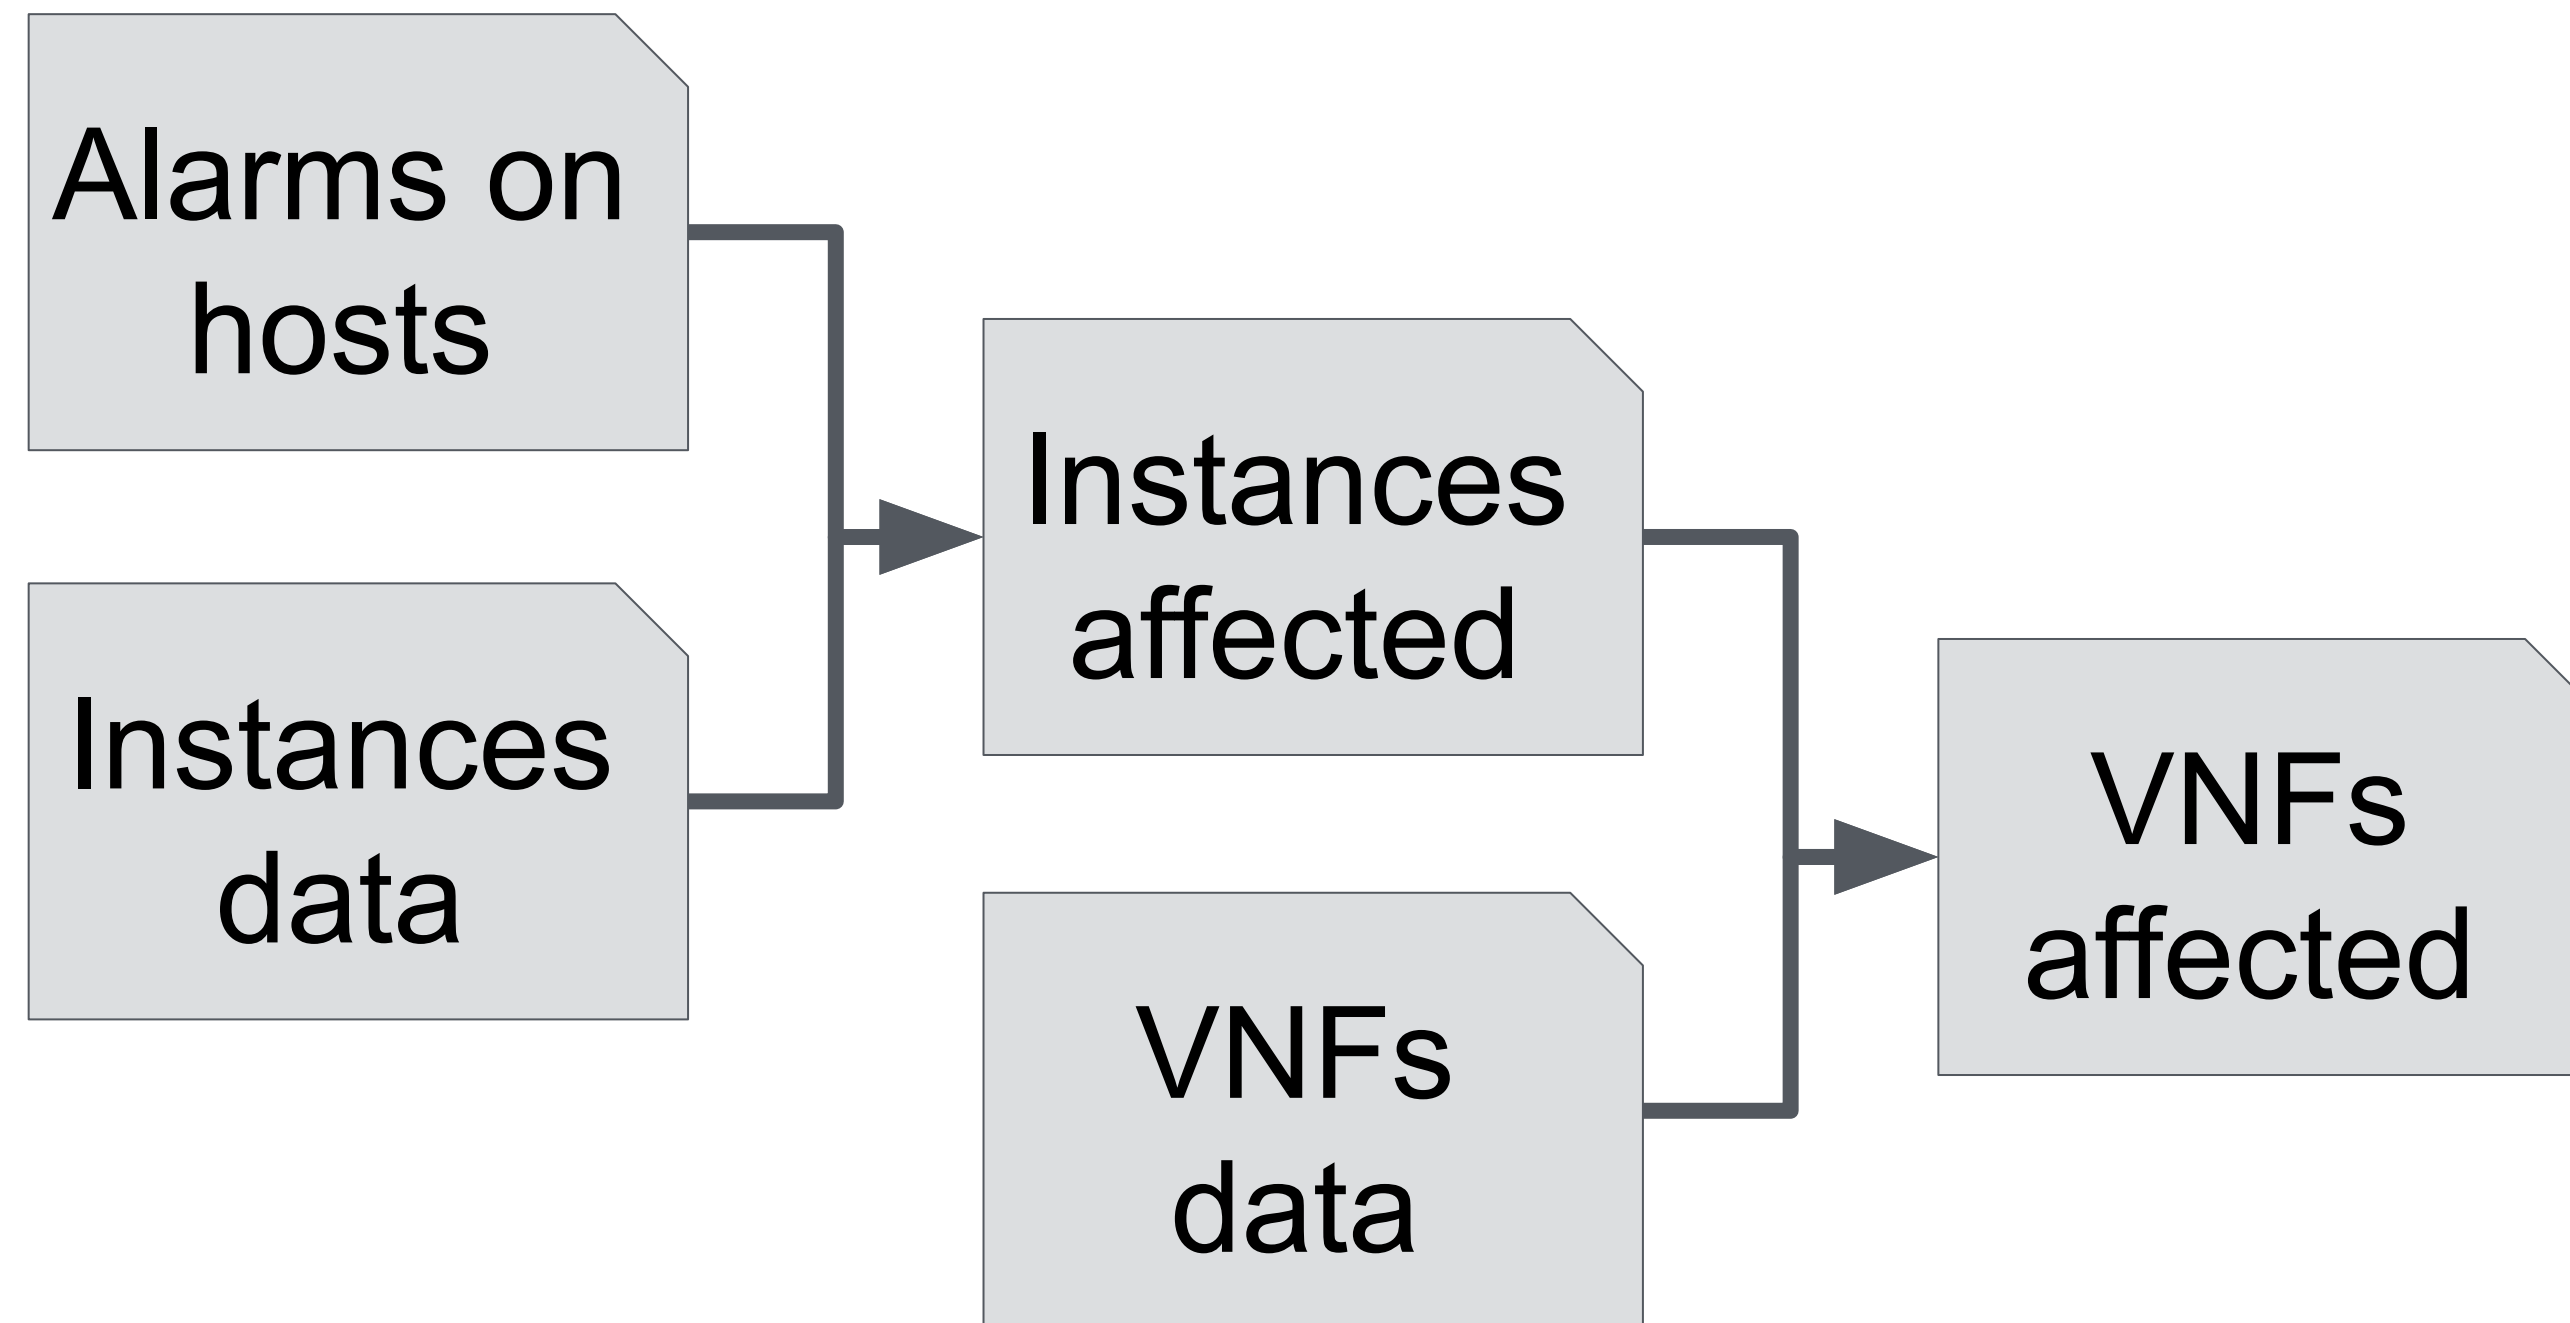 Alarms on
hosts
Instances
data
Instances
affected
VNFs
data
VNFs
affected